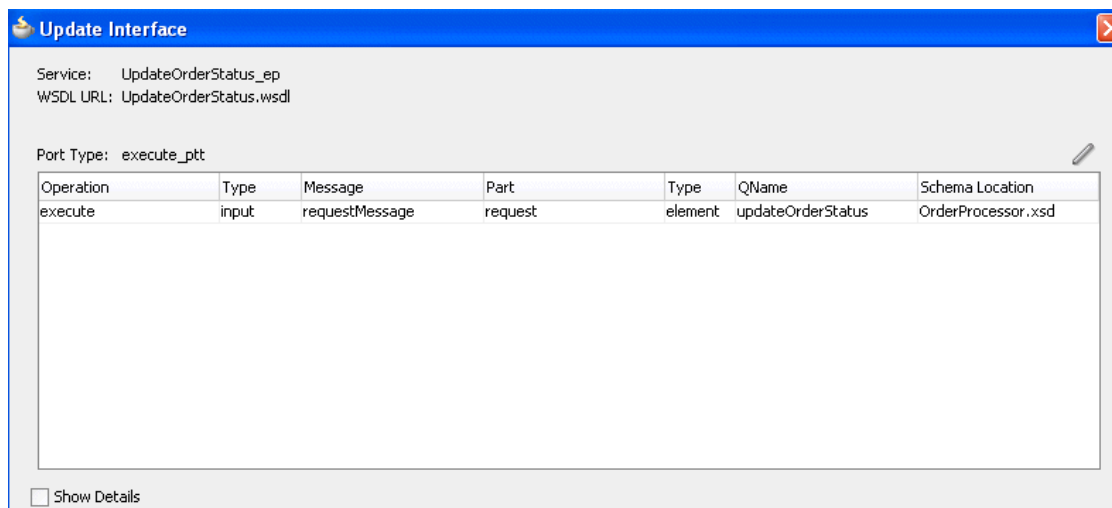 Update Interface
Service: UpdateOrderStatus_ep
WSDL URL: UpdateOrderStatus.wsdl
Port Type: execute_ptt
Operation Type Message Part Type QName Schema Location
execute input requestMessage request element updateOrderStatus OrderProcessor.xsd
Show Details